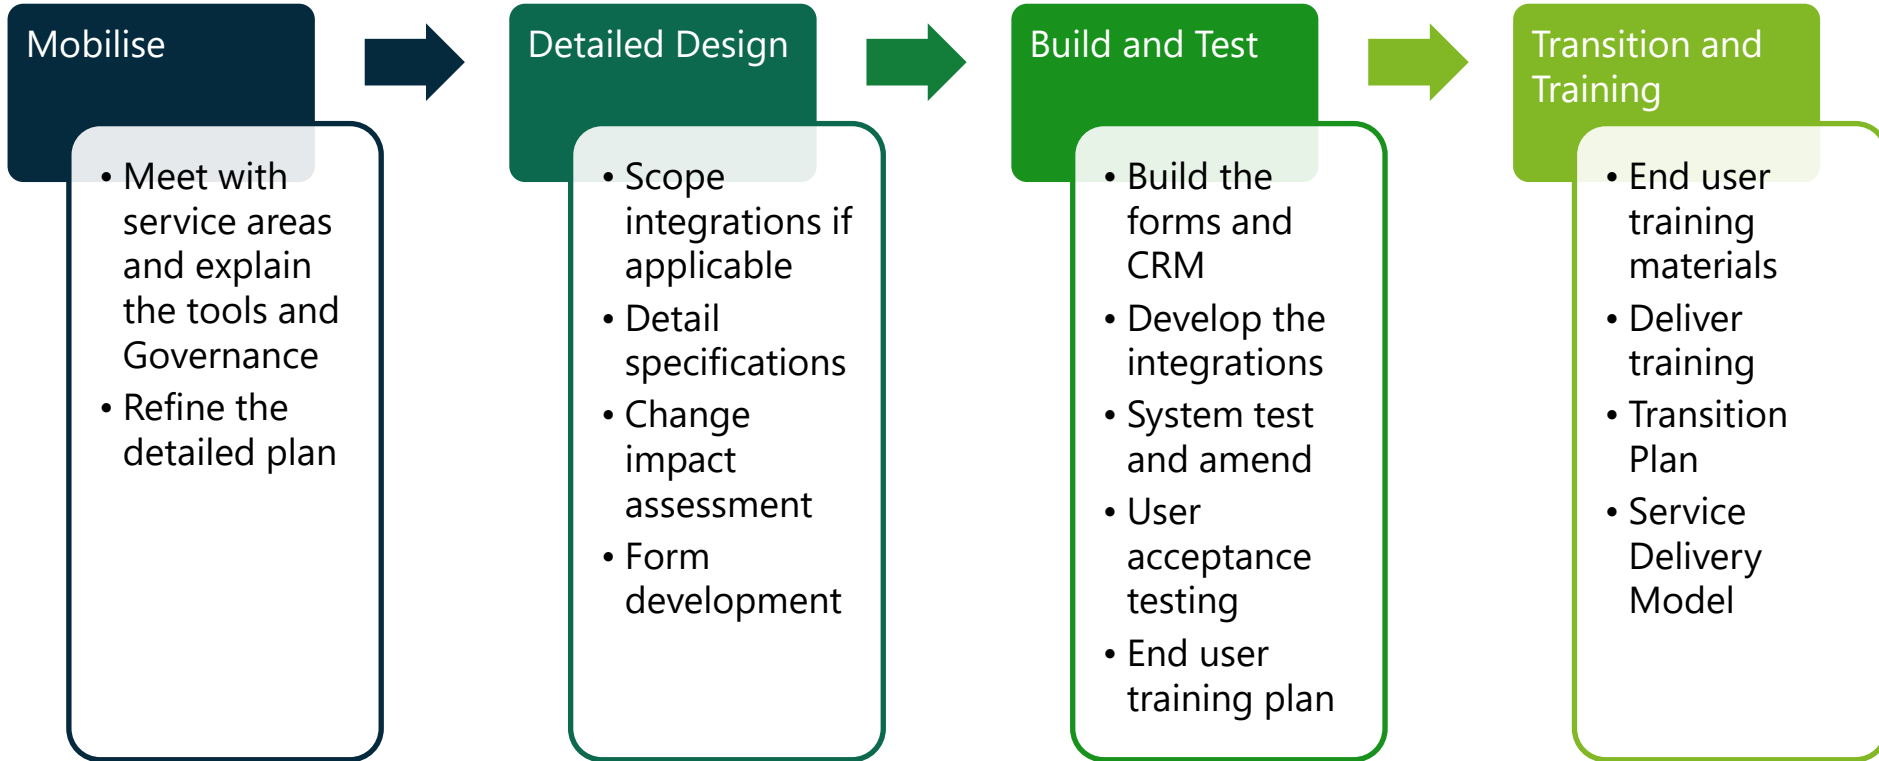 Mobilise
• Meet with
service areas
and explain
the tools and
Governance
• Refine the
detailed plan
Detailed Design
• Scope
integrations if
applicable
• Detail
specifications
• Change
impact
assessment
• Form
development
Build and Test
• Build the
forms and
CRM
• Develop the
integrations
• System test
and amend
• User
acceptance
testing
• End user
training plan
Transition and
Training
• End user
training
materials
• Deliver
training
• Transition
Plan
• Service
Delivery
Model